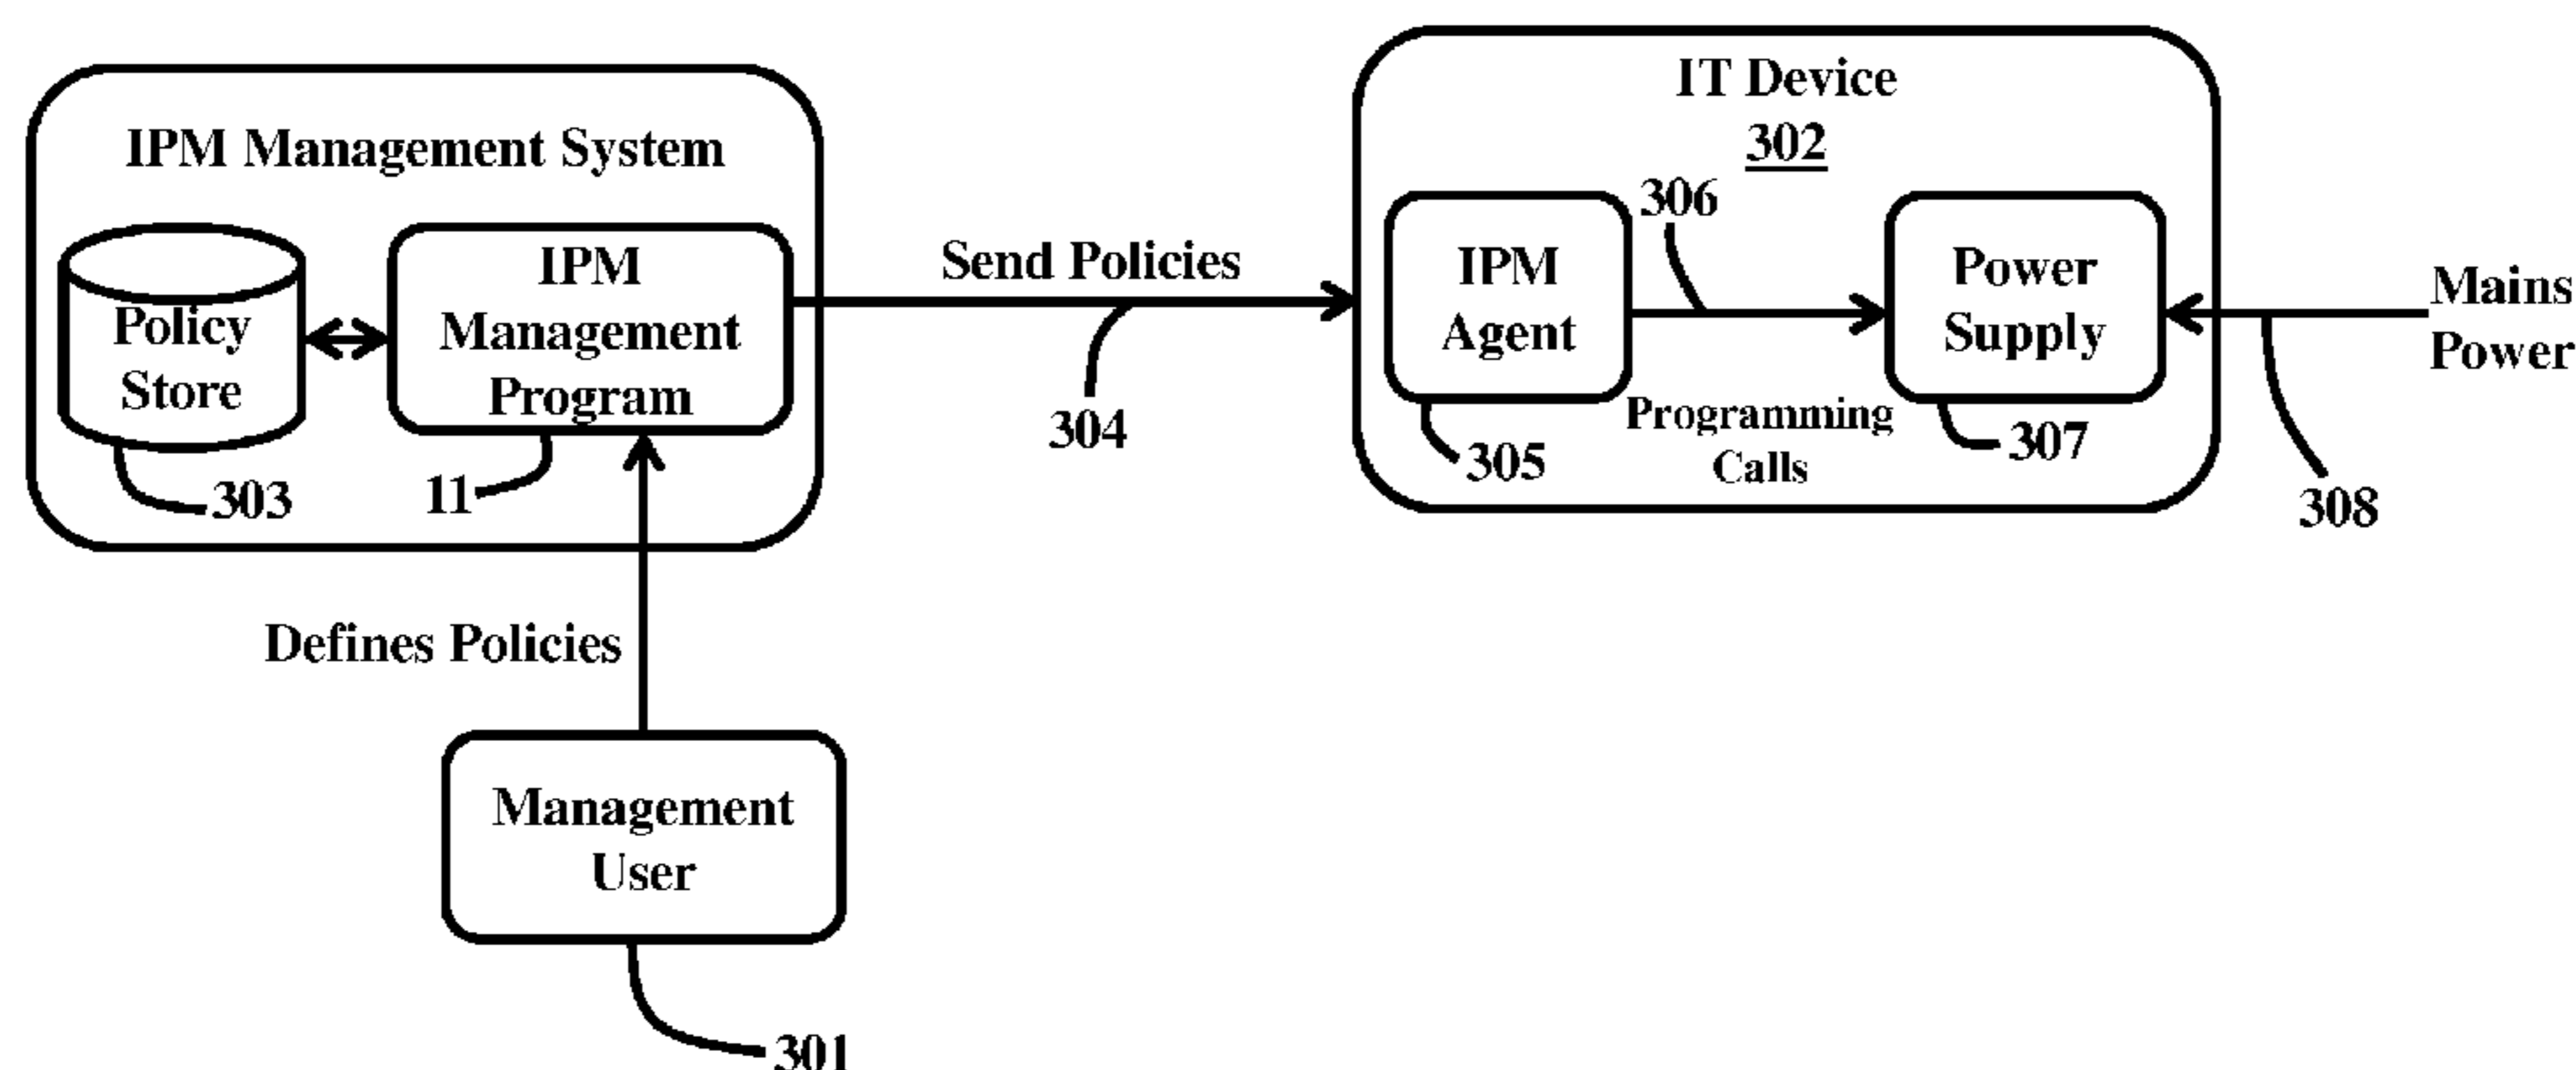 IPM Management System
Policy
Store
303
IPM
Management
Program
11
Send Policies
304
IT Device
302
306
IPM
Agent
305
Programming
Calls
Power
Supply
307
Mains
Power
308
Defines Policies
Management
User
301